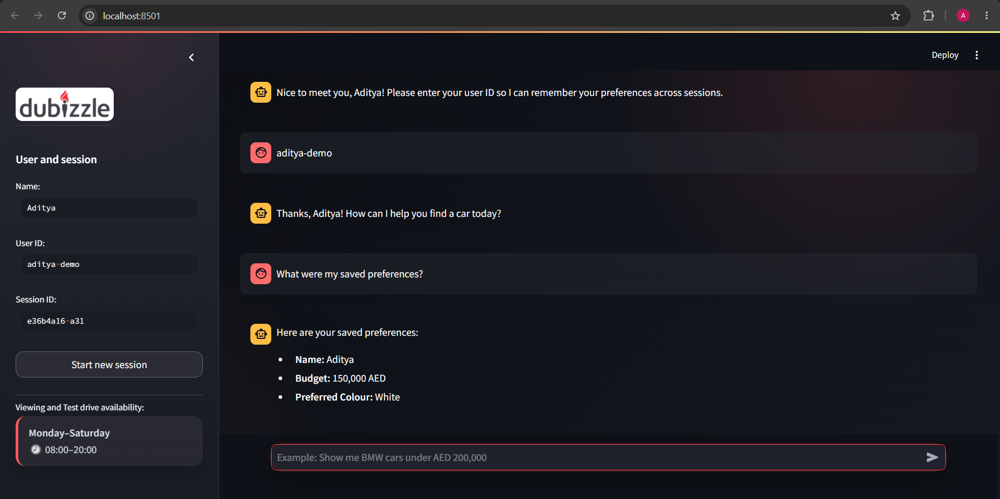 localhost:8501
A
Deploy
dubizzle
User and session
Name:
Aditya
User ID:
aditya-demo
Session ID:
e36b4a16-a31
Start new session
Viewing and Test drive availability:
Monday–Saturday
08:00–20:00
Nice to meet you, Aditya! Please enter your user ID so I can remember your preferences across sessions.
aditya-demo
Thanks, Aditya! How can I help you find a car today?
What were my saved preferences?
Here are your saved preferences:
Name: Aditya
Budget: 150,000 AED
Preferred Colour: White
Example: Show me BMW cars under AED 200,000